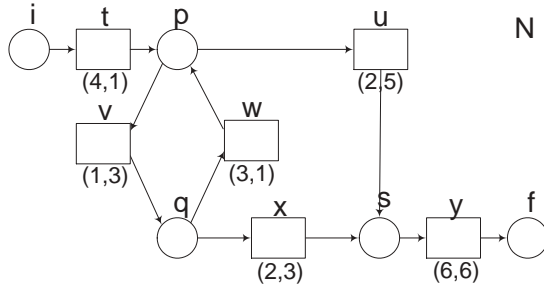 i t p u N
(4,1) (2,5)
v w
(1,3) (3,1)
q x s y f
(2,3) (6,6)